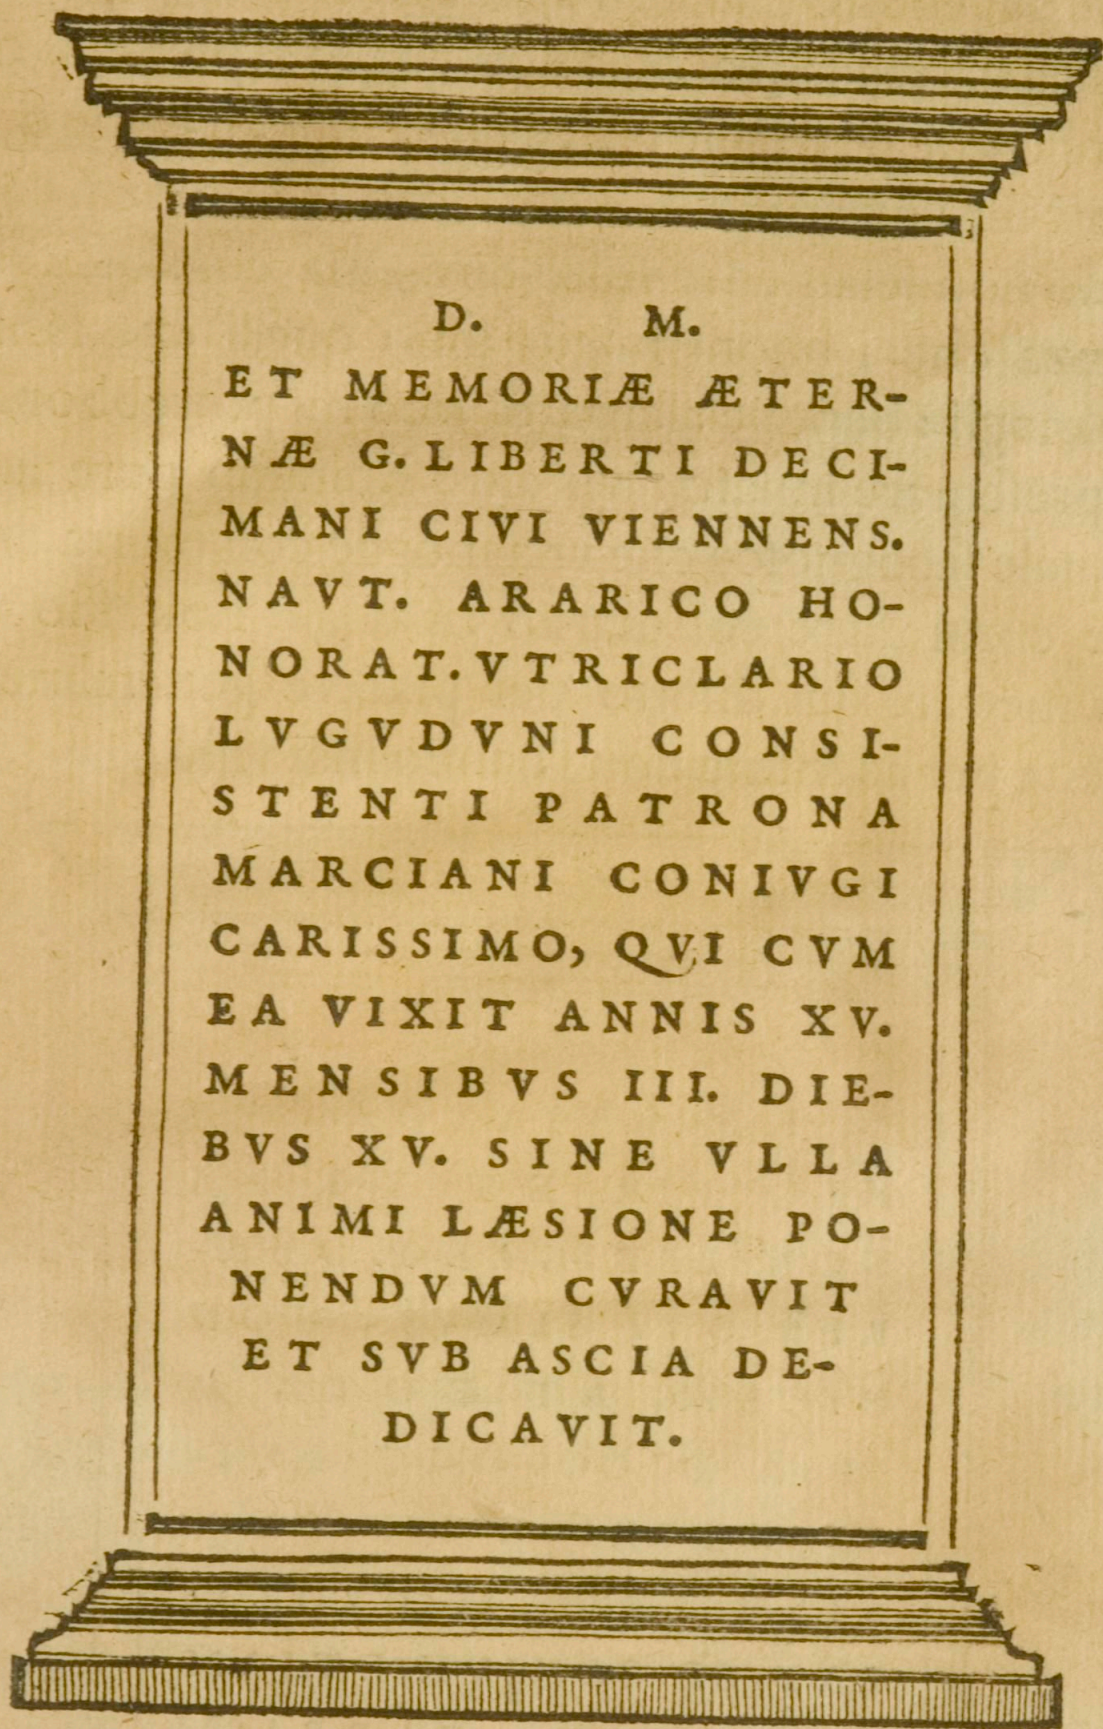 D. M.
ET MEMORIÆ ÆTER-
NÆ G. LIBERTI DECI-
MANI CIVI VIENNENS.
NAVT. ARARICO HO-
NORAT. VTRICLARIO
LVGVDVNI CONSI-
STENTI PATRONA
MARCIANI CONIVGI
CARISSIMO, QVI CVM
EA VIXIT ANNIS XV.
MENSIBVS III. DIE-
BVS XV. SINE VLLA
ANIMI LÆSIONE PO-
NENDVM CVRAVIT
ET SVB ASCIA DE-
DICAVIT.